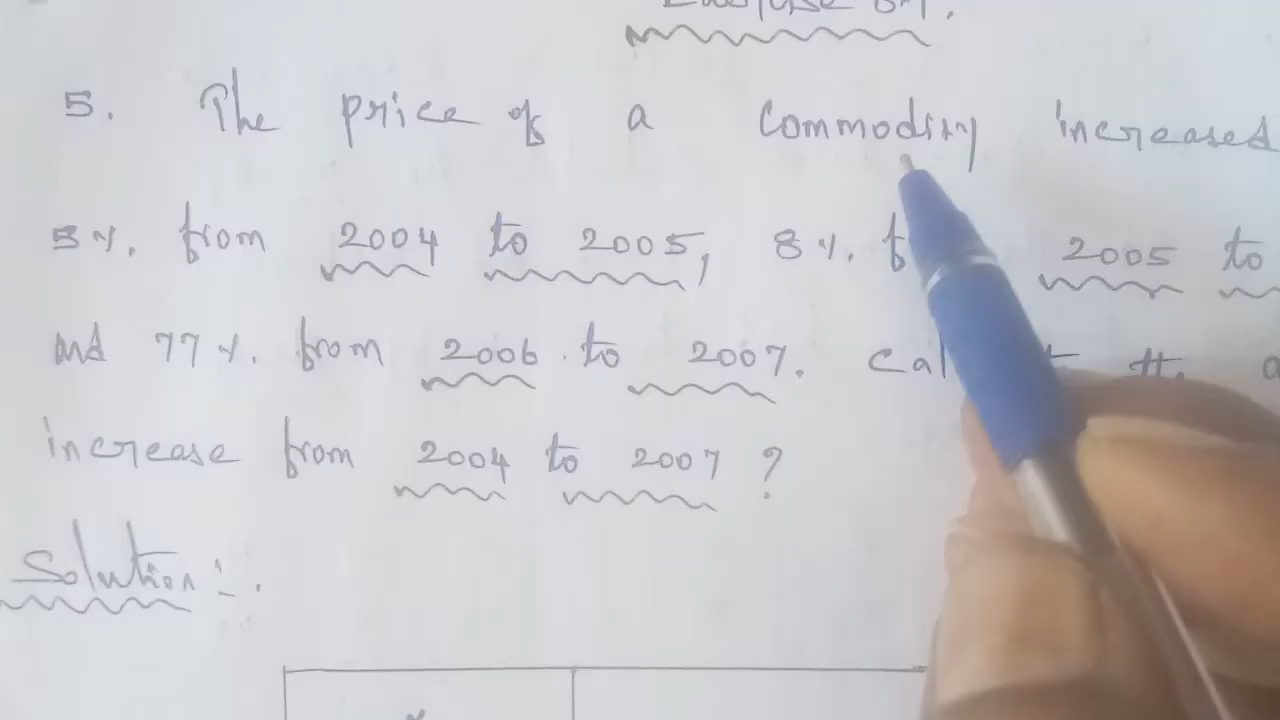 5. The price of a commodity increased
5%. from 2004 to 2005, 8%. 2005 to
and 77%. from 2006 to 2007.
increase from 2004 to 2007 ?
Solution :-.